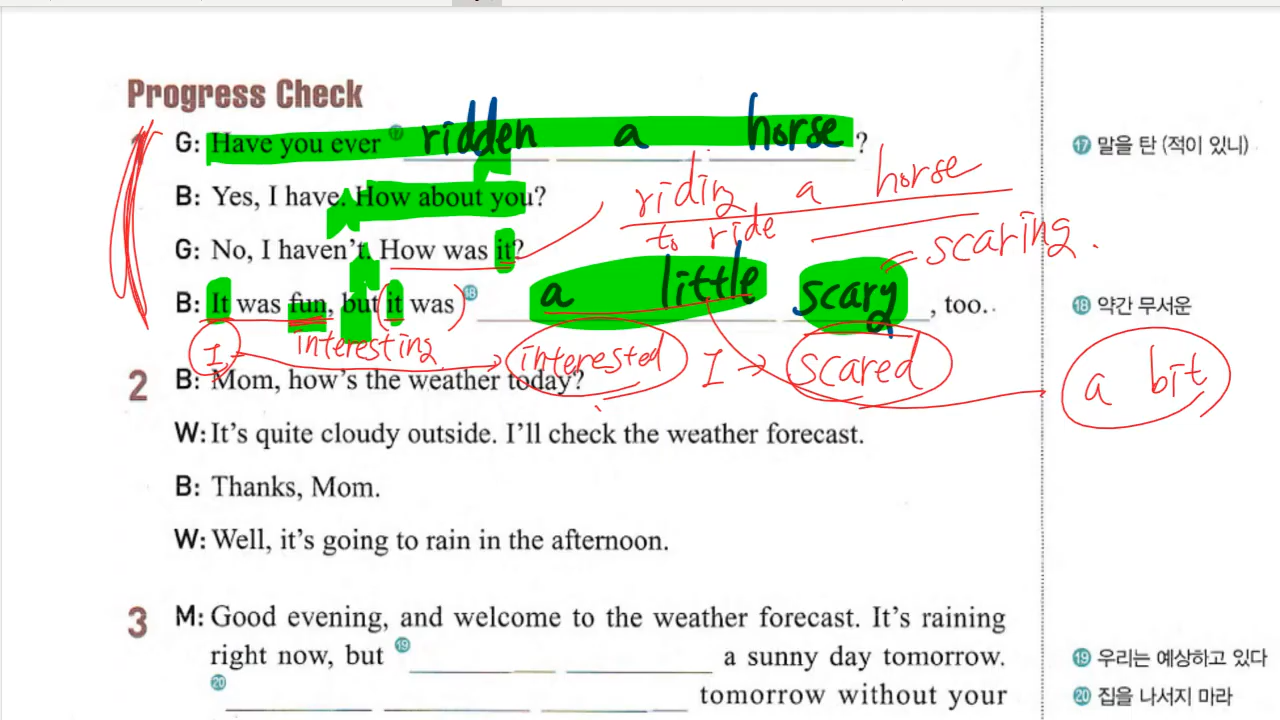 Progress Check
G: Have you ever ⑰ ridden a horse ?
⑰ 말을 탄 (적이 있니)
B: Yes, I have. How about you?
riding a horse
to ride
G: No, I haven't. How was it?
= scaring.
B: It was fun, but (it was) ⑱ a little scary, too.
⑱ 약간 무서운
interesting
I interested I scared a bit
2 B: Mom, how's the weather today?
W: It's quite cloudy outside. I'll check the weather forecast.
B: Thanks, Mom.
W: Well, it's going to rain in the afternoon.
3 M: Good evening, and welcome to the weather forecast. It's raining
right now, but ⑲ a sunny day tomorrow.
⑲ 우리는 예상하고 있다
⑳ tomorrow without your
⑳ 집을 나서지 마라